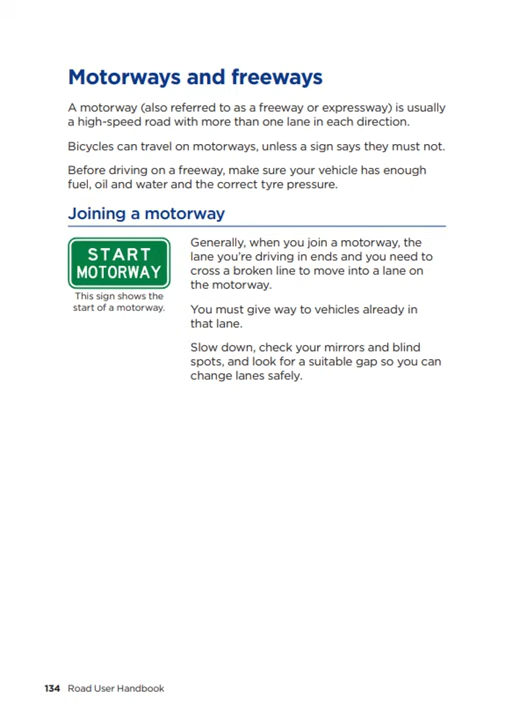 Motorways and freeways
A motorway (also referred to as a freeway or expressway) is usually
a high-speed road with more than one lane in each direction.
Bicycles can travel on motorways, unless a sign says they must not.
Before driving on a freeway, make sure your vehicle has enough
fuel, oil and water and the correct tyre pressure.
Joining a motorway
START
MOTORWAY
This sign shows the
start of a motorway.
Generally, when you join a motorway, the
lane you’re driving in ends and you need to
cross a broken line to move into a lane on
the motorway.
You must give way to vehicles already in
that lane.
Slow down, check your mirrors and blind
spots, and look for a suitable gap so you can
change lanes safely.
134 Road User Handbook